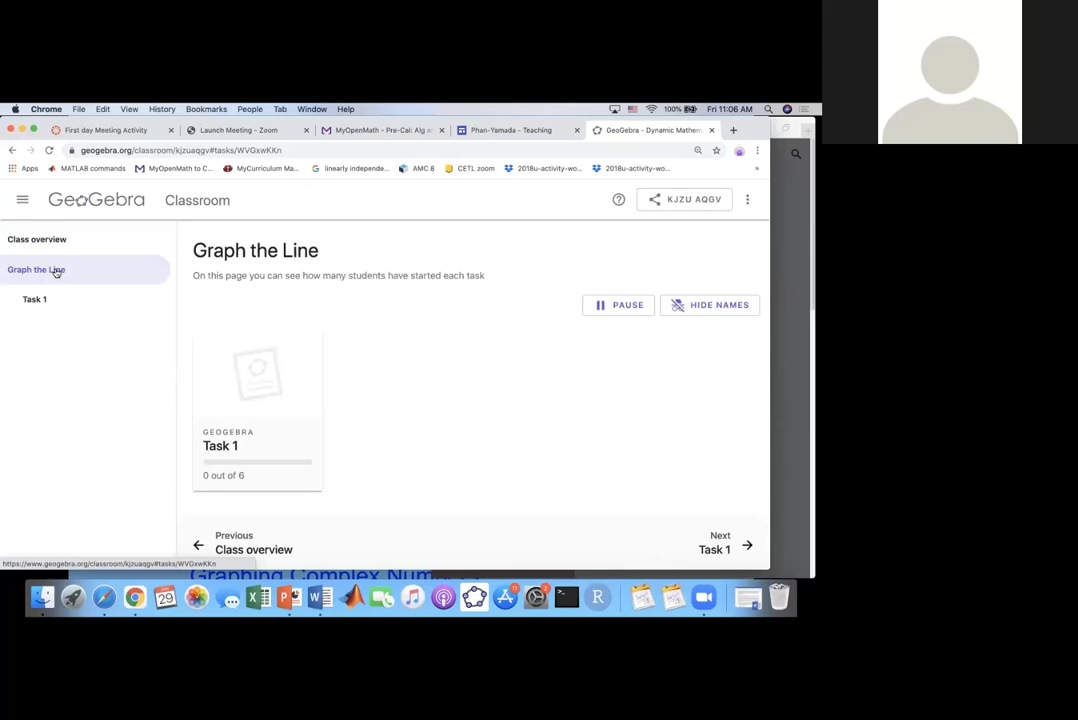 Chrome File Edit View History Bookmarks People Tab Window Help 100% Fri 11:06 AM
First day Meeting Activity
Launch Meeting - Zoom
MyOpenMath - Pre-Cal: Alg a
Phan-Yamada - Teaching
GeoGebra - Dynamic Mathem
geogebra.org/classroom/kjzuaqgv#tasks/WVGxwKKn
Apps MATLAB commands MyOpenMath to C... MyCurriculum Ma... linearly independe... AMC 8 CETL zoom 2018u-activity-wo... 2018u-activity-wo... »
GeoGebra Classroom KJZU AQGV
Class overview
Graph the Line
Task 1
Graph the Line
On this page you can see how many students have started each task
PAUSE HIDE NAMES
GEOGEBRA
Task 1
0 out of 6
Previous
Class overview
Next
Task 1
https://www.geogebra.org/classroom/kjzuaqgv#tasks/WVGxwKKn
Graphing Complex Num
29